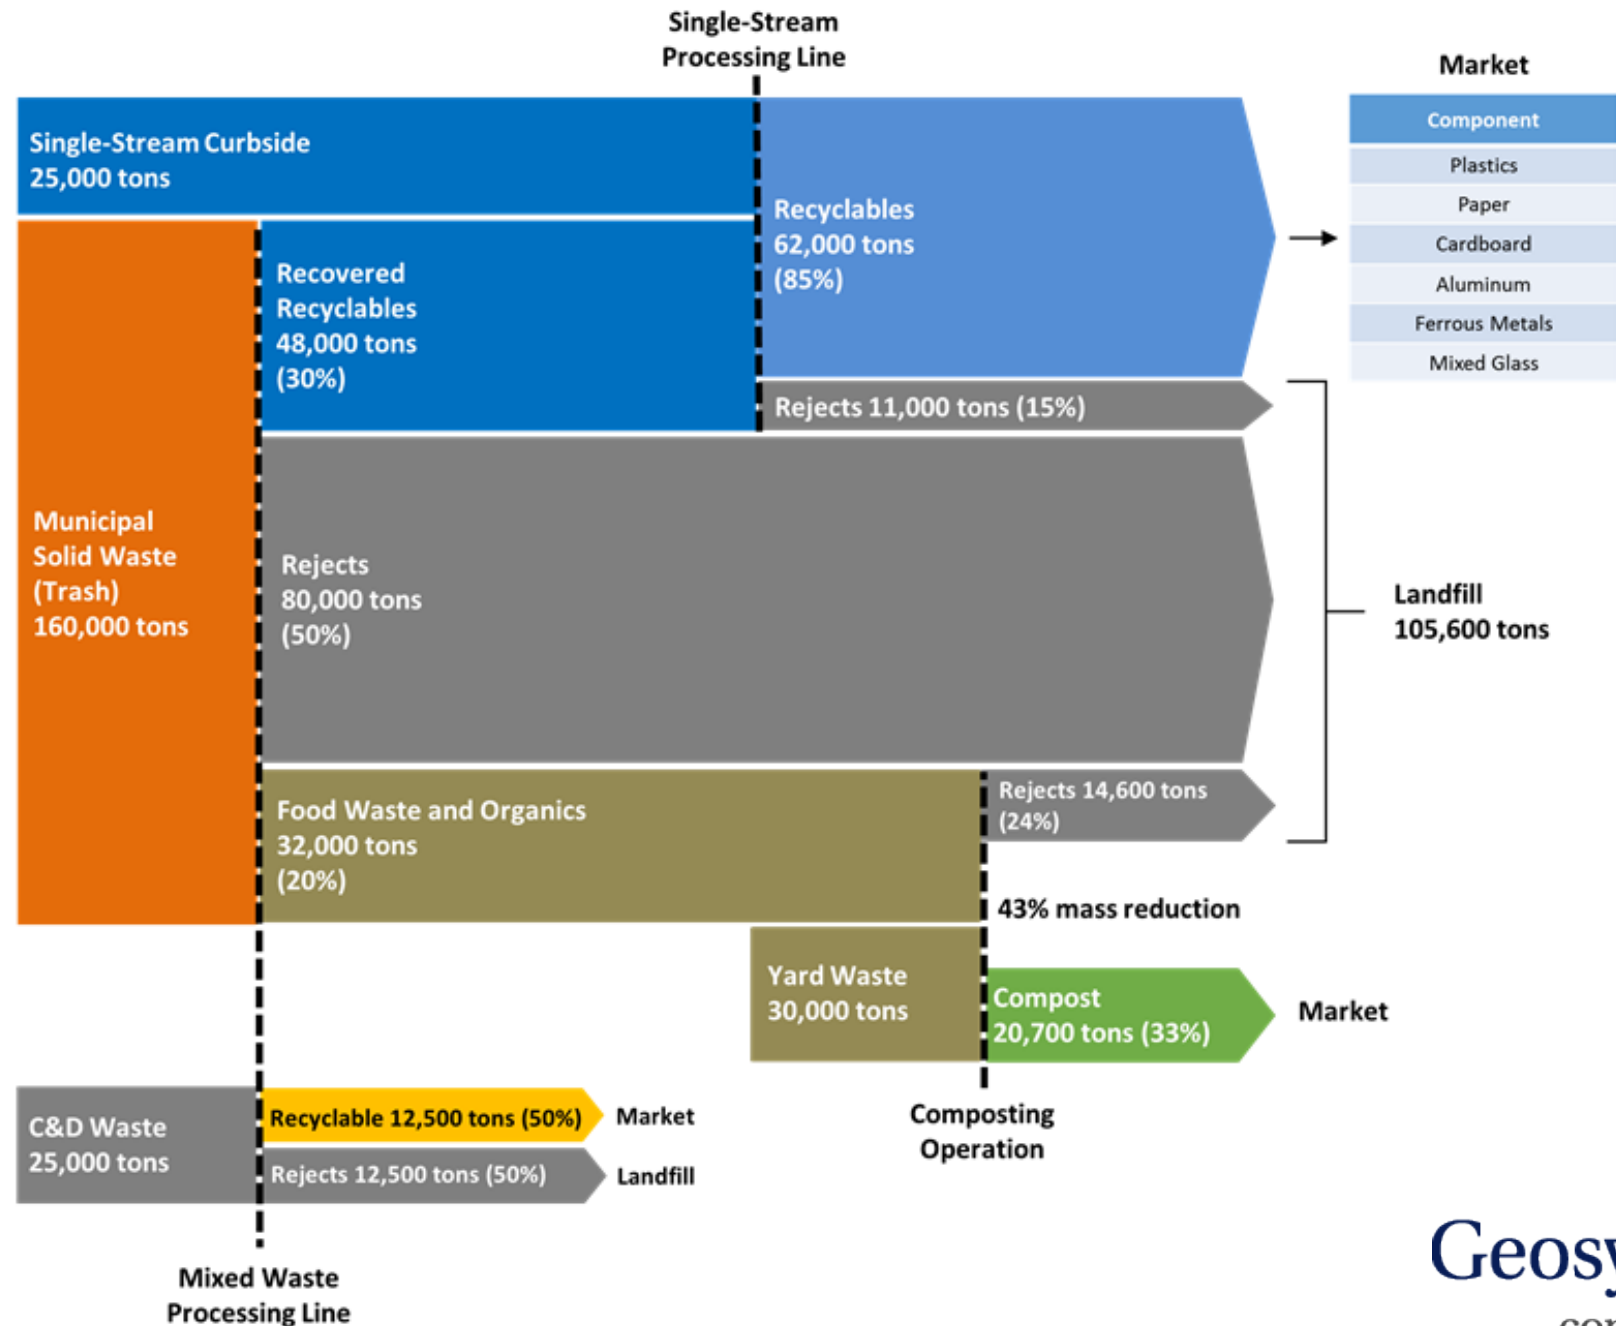 Single-Stream
Processing Line
Market
Component
Plastics
Paper
Cardboard
Aluminum
Ferrous Metals
Mixed Glass
Single-Stream Curbside
25,000 tons
Recyclables
62,000 tons
(85%)
Recovered
Recyclables
48,000 tons
(30%)
Rejects 11,000 tons (15%)
Municipal
Solid Waste
(Trash)
160,000 tons
Rejects
80,000 tons
(50%)
Landfill
105,600 tons
Food Waste and Organics
32,000 tons
(20%)
Rejects 14,600 tons
(24%)
43% mass reduction
Yard Waste
30,000 tons
Compost
20,700 tons (33%)
Market
C&D Waste
25,000 tons
Recyclable 12,500 tons (50%)
Market
Rejects 12,500 tons (50%)
Landfill
Composting
Operation
Mixed Waste
Processing Line